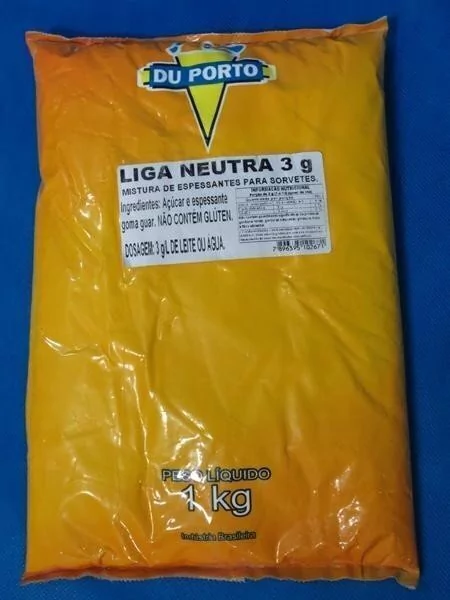 DU PORTO
LIGA NEUTRA 3 g
MISTURA DE ESPESSANTES PARA SORVETES.
Ingredientes: Açúcar e espessante
goma guar. NÃO CONTÉM GLÚTEN.
DOSAGEM: 3 g/L DE LEITE OU ÁGUA.
INFORMAÇÃO NUTRICIONAL
PESO LÍQUIDO
1 kg
Indústria Brasileira